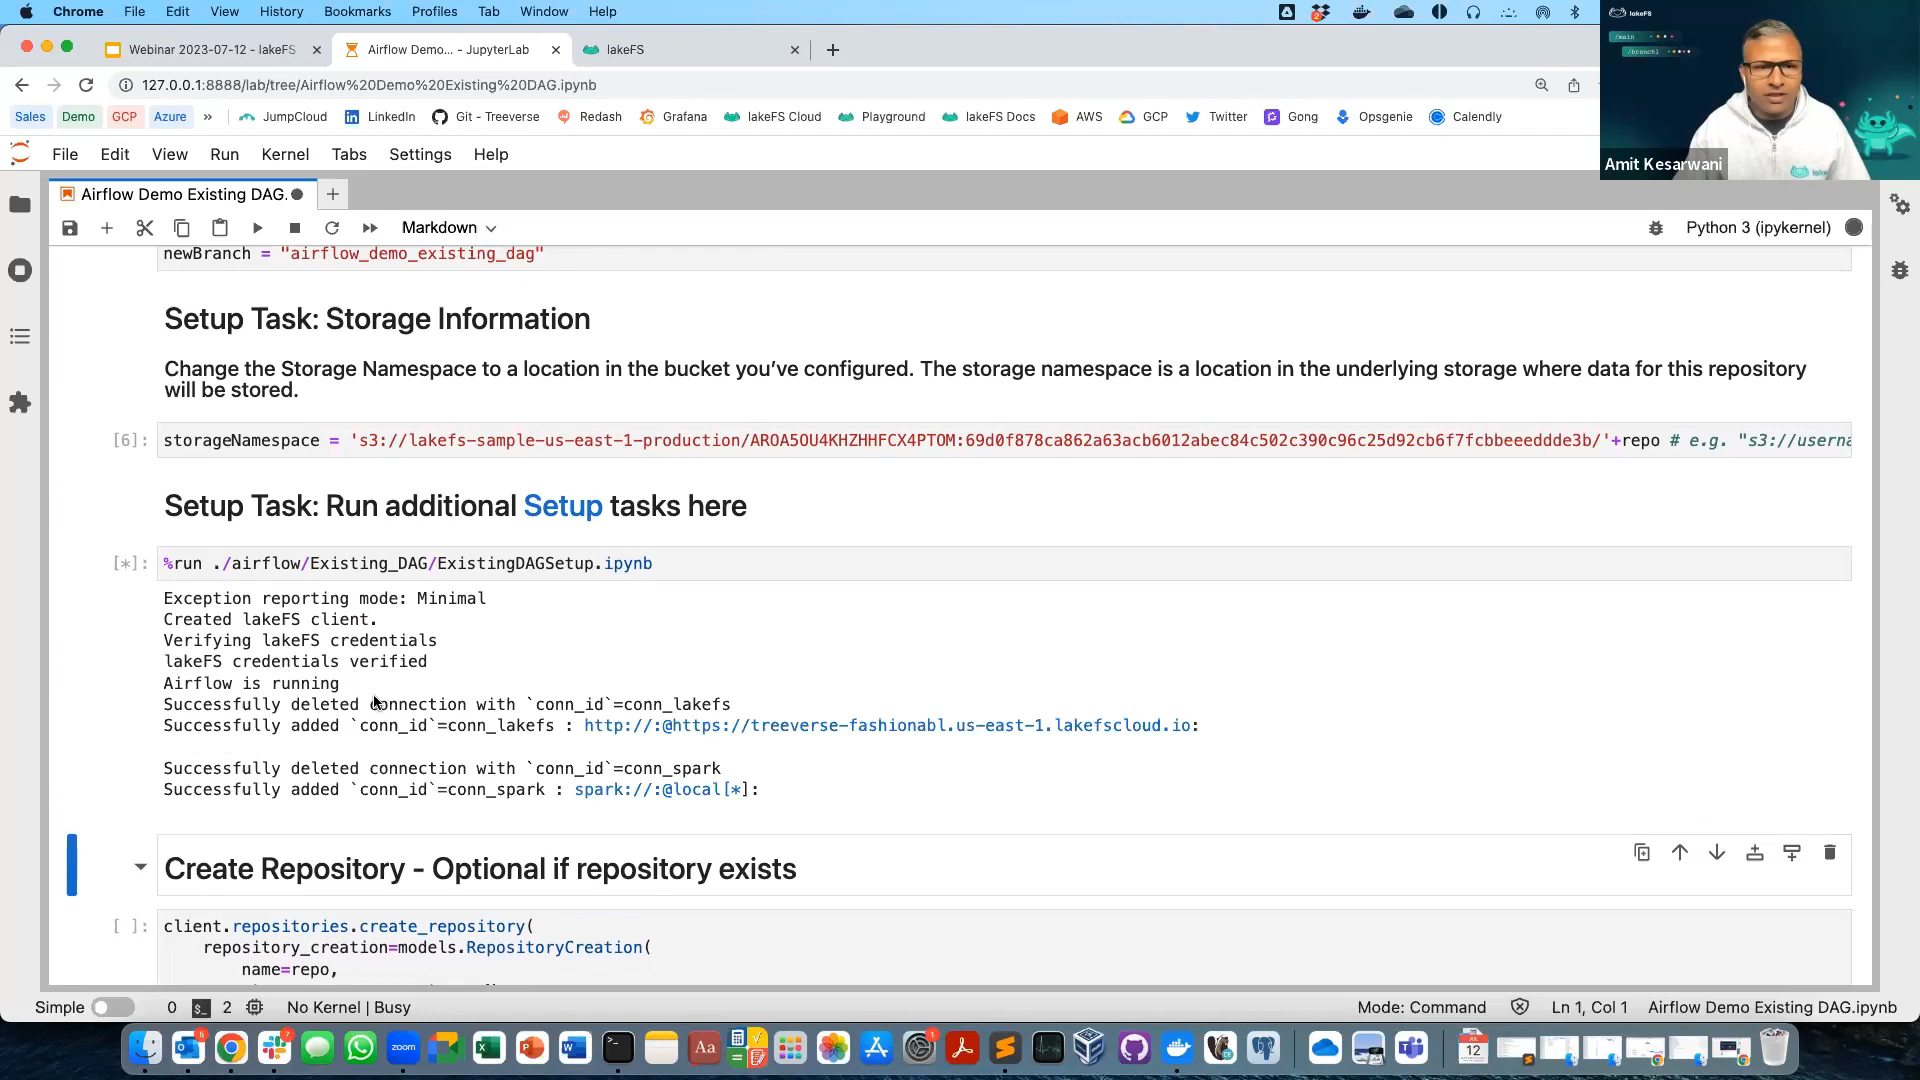 Chrome File Edit View History Bookmarks Profiles Tab Window Help
Webinar 2023-07-12 - lakeFS
Airflow Demo... - JupyterLab
lakeFS
127.0.0.1:8888/lab/tree/Airflow%20Demo%20Existing%20DAG.ipynb
Sales Demo GCP Azure » JumpCloud LinkedIn Git - Treeverse Redash Grafana lakeFS Cloud Playground lakeFS Docs AWS GCP Twitter Gong Opsgenie Calendly
lakeFS
/main
/branch1
Amit Kesarwani
File Edit View Run Kernel Tabs Settings Help
Airflow Demo Existing DAG.
Markdown
Python 3 (ipykernel)
newBranch = "airflow_demo_existing_dag"
Setup Task: Storage Information
Change the Storage Namespace to a location in the bucket you’ve configured. The storage namespace is a location in the underlying storage where data for this repository
will be stored.
[6]: storageNamespace = 's3://lakefs-sample-us-east-1-production/AROA5OU4KHZHHFCX4PTOM:69d0f878ca862a63acb6012abec84c502c390c96c25d92cb6f7fcbbeeeddde3b/'+repo # e.g. "s3://userna
Setup Task: Run additional Setup tasks here
[*]: %run ./airflow/Existing_DAG/ExistingDAGSetup.ipynb
Exception reporting mode: Minimal
Created lakeFS client.
Verifying lakeFS credentials
lakeFS credentials verified
Airflow is running
Successfully deleted connection with `conn_id`=conn_lakefs
Successfully added `conn_id`=conn_lakefs : http://:@https://treeverse-fashionabl.us-east-1.lakefscloud.io:
Successfully deleted connection with `conn_id`=conn_spark
Successfully added `conn_id`=conn_spark : spark://:@local[*]:
Create Repository - Optional if repository exists
[ ]: client.repositories.create_repository(
repository_creation=models.RepositoryCreation(
name=repo,
Simple 0 2 No Kernel | Busy
Mode: Command Ln 1, Col 1 Airflow Demo Existing DAG.ipynb